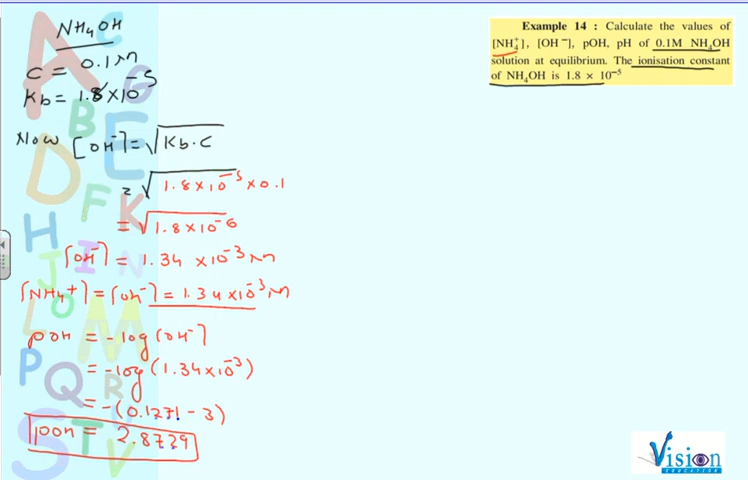 NH₄OH
C = 0.1M
Kb = 1.8×10⁻⁵
Now [OH⁻] = √Kb.C
= √1.8×10⁻⁵×0.1
= √1.8×10⁻⁶
[OH⁻] = 1.34 ×10⁻³ M
[NH₄+] = [OH⁻] = 1.34×10⁻³ M
pOH = -log[OH⁻]
= -log(1.34×10⁻³)
= -(0.1271 - 3)
pOH = 2.8729
Example 14 : Calculate the values of
[NH₄⁺], [OH⁻], pOH, pH of 0.1M NH₄OH
solution at equilibrium. The ionisation constant
of NH₄OH is 1.8 × 10⁻⁵
Vision
EDUCATION